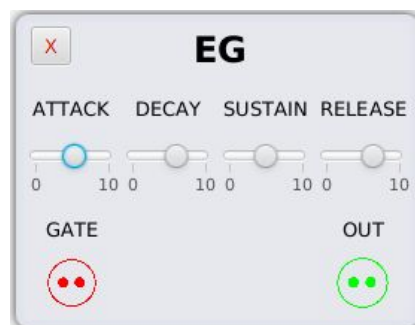 X
EG
ATTACK DECAY SUSTAIN RELEASE
0 10 0 10 0 10 0 10
GATE OUT